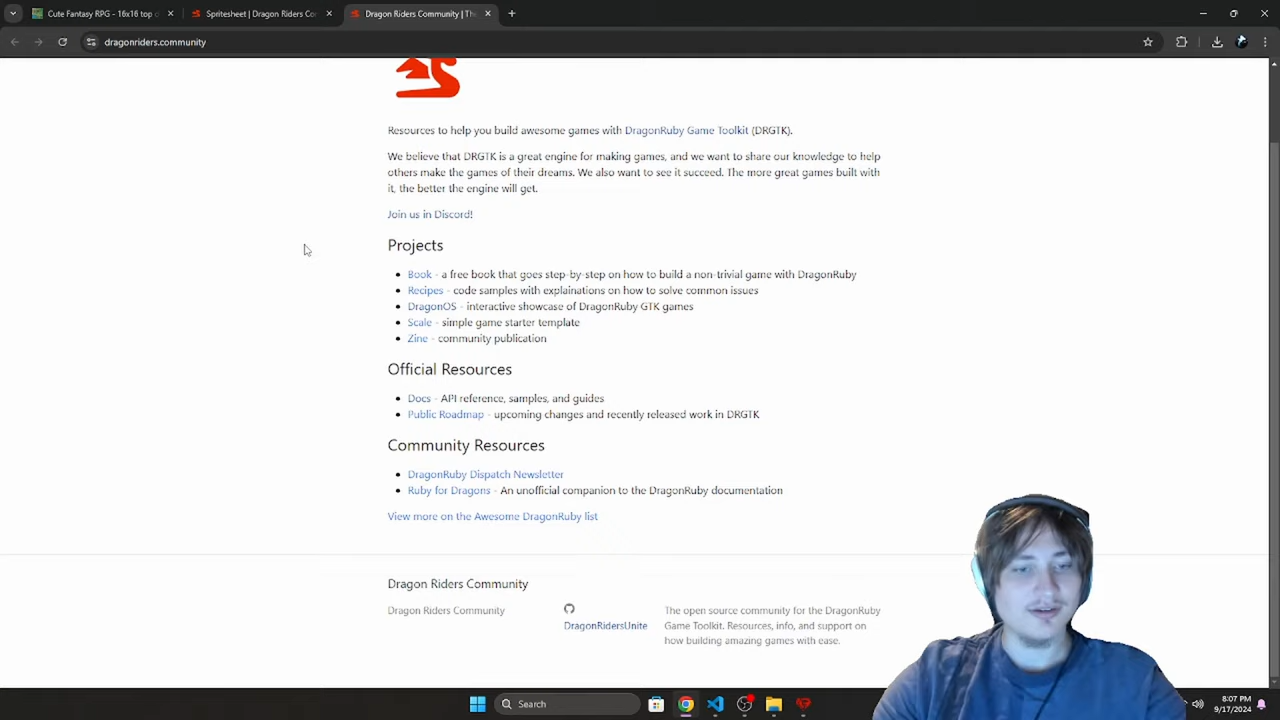 Cute Fantasy RPG - 16x16 top
Spritesheet | Dragon Riders Co
Dragon Riders Community | Th
dragonriders.community
Resources to help you build awesome games with DragonRuby Game Toolkit (DRGTK).
We believe that DRGTK is a great engine for making games, and we want to share our knowledge to help
others make the games of their dreams. We also want to see it succeed. The more great games built with
it, the better the engine will get.
Join us in Discord!
Projects
Book - a free book that goes step-by-step on how to build a non-trivial game with DragonRuby
Recipes - code samples with explainations on how to solve common issues
DragonOS - interactive showcase of DragonRuby GTK games
Scale - simple game starter template
Zine - community publication
Official Resources
Docs - API reference, samples, and guides
Public Roadmap - upcoming changes and recently released work in DRGTK
Community Resources
DragonRuby Dispatch Newsletter
Ruby for Dragons - An unofficial companion to the DragonRuby documentation
View more on the Awesome DragonRuby list
Dragon Riders Community
Dragon Riders Community
DragonRidersUnite
The open source community for the DragonRuby
Game Toolkit. Resources, info, and support on
how building amazing games with ease.
Search
8:07 PM
9/17/2024